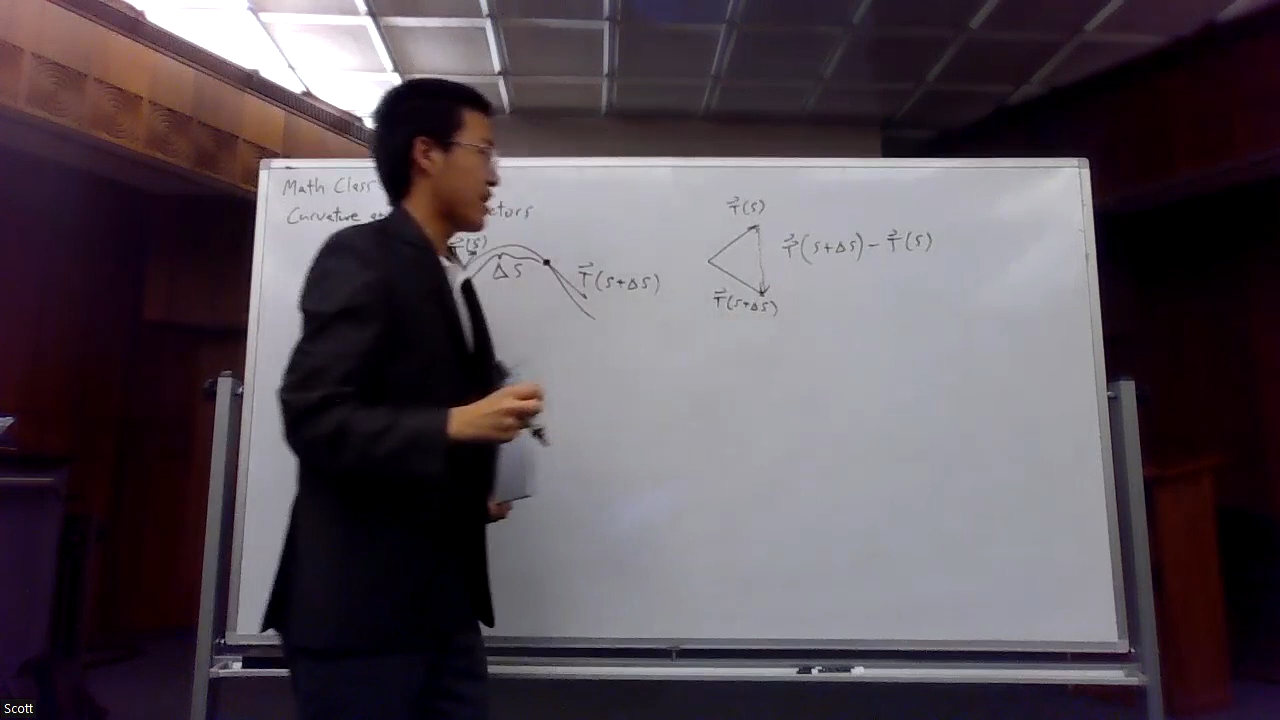 Math Class
Curvature
ctors
T⃗(s)
Δs
T⃗(s+Δs)
T⃗(s)
T⃗(s+Δs) - T⃗(s)
T⃗(s+Δs)
Scott